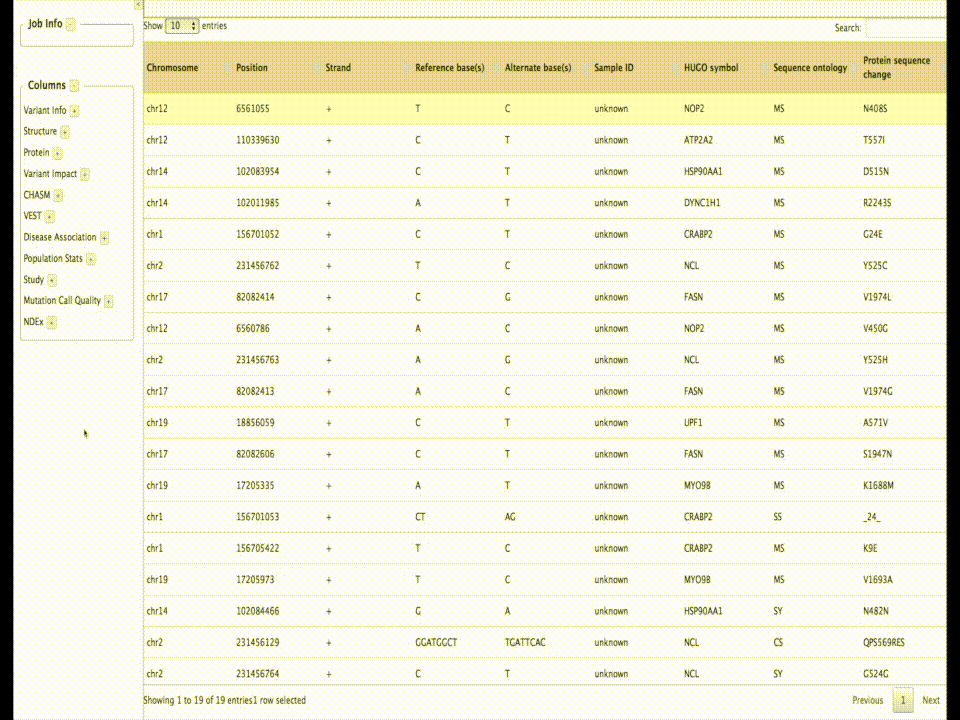 Job Info -
Columns -
Variant Info +
Structure +
Protein +
Variant Impact +
CHASM +
VEST +
Disease Association +
Population Stats +
Study +
Mutation Call Quality +
NDEx +
<
Show 10 entries
Search:
Chromosome Position Strand Reference base(s) Alternate base(s) Sample ID HUGO symbol Sequence ontology Protein sequence change
chr12 6561055 + T C unknown NOP2 MS N408S
chr12 110339630 + C T unknown ATP2A2 MS T557I
chr14 102083954 + C T unknown HSP90AA1 MS D515N
chr14 102011985 + A T unknown DYNC1H1 MS R2243S
chr1 156701052 + C T unknown CRABP2 MS G24E
chr2 231456762 + T C unknown NCL MS Y525C
chr17 82082414 + C G unknown FASN MS V1974L
chr12 6560786 + A C unknown NOP2 MS V450G
chr2 231456763 + A G unknown NCL MS Y525H
chr17 82082413 + A C unknown FASN MS V1974G
chr19 18856059 + C T unknown UPF1 MS A571V
chr17 82082606 + C T unknown FASN MS S1947N
chr19 17205335 + A T unknown MYO9B MS K1688M
chr1 156701053 + CT AG unknown CRABP2 SS _24_
chr1 156705422 + T C unknown CRABP2 MS K9E
chr19 17205973 + T C unknown MYO9B MS V1693A
chr14 102084466 + G A unknown HSP90AA1 SY N482N
chr2 231456129 + GGATGGCT TGATTCAC unknown NCL CS QPS569RES
chr2 231456764 + C T unknown NCL SY G524G
Showing 1 to 19 of 19 entries1 row selected
Previous 1 Next